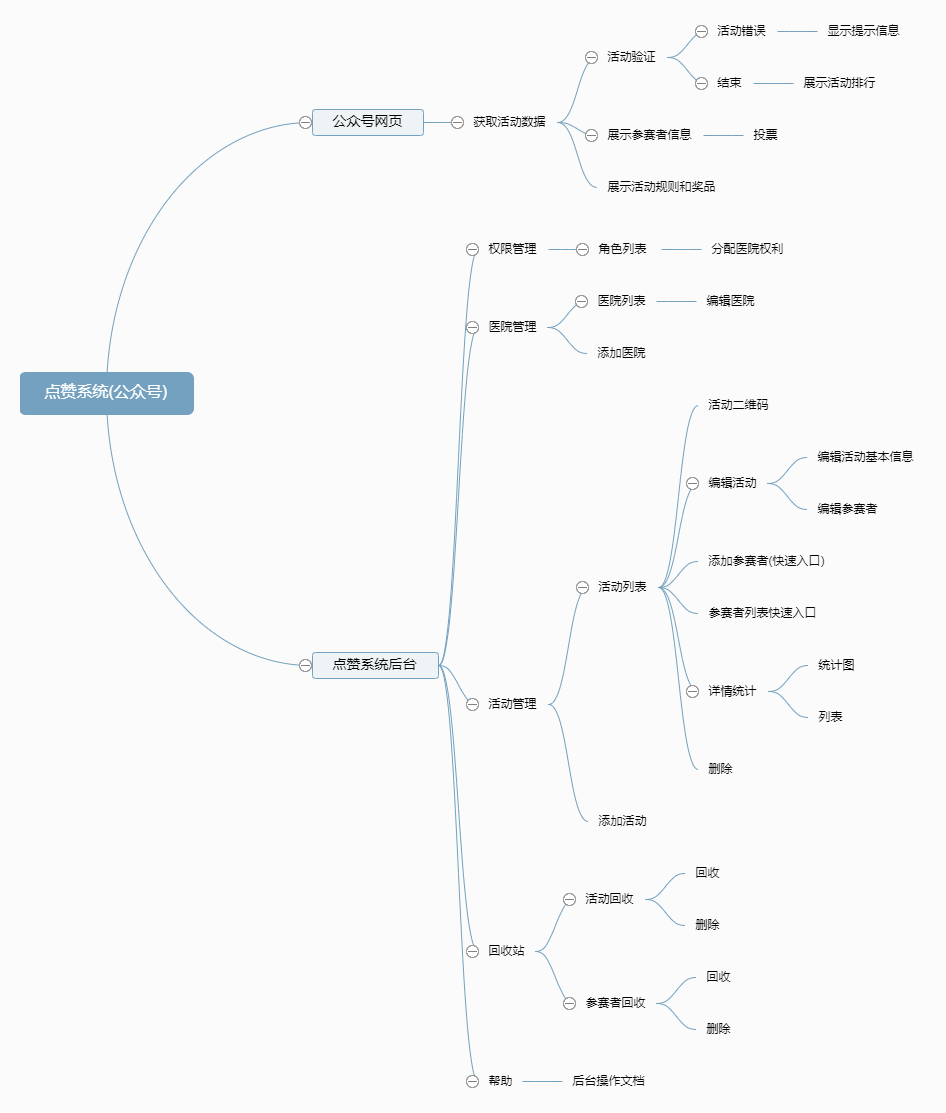 点赞系统(公众号)
公众号网页
获取活动数据
活动验证
活动错误
显示提示信息
结束
展示活动排行
展示参赛者信息
投票
展示活动规则和奖品
点赞系统后台
权限管理
角色列表
分配医院权利
医院管理
医院列表
编辑医院
添加医院
活动管理
活动列表
活动二维码
编辑活动
编辑活动基本信息
编辑参赛者
添加参赛者(快速入口)
参赛者列表快速入口
详情统计
统计图
列表
删除
添加活动
回收站
活动回收
回收
删除
参赛者回收
回收
删除
帮助
后台操作文档